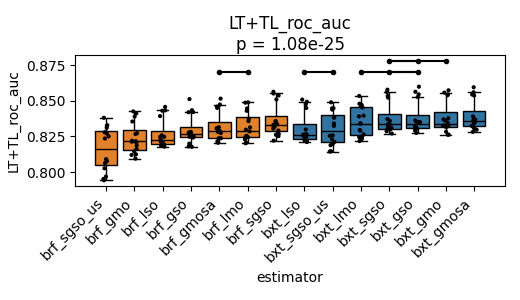 LT+TL_roc_auc
p = 1.08e-25
LT+TL_roc_auc
0.875
0.850
0.825
0.800
brf_sgso_us
brf_gmo
brf_lso
brf_gso
brf_gmosa
brf_lmo
brf_sgso
bxt_lso
bxt_sgso_us
bxt_lmo
bxt_sgso
bxt_gso
bxt_gmo
bxt_gmosa
estimator